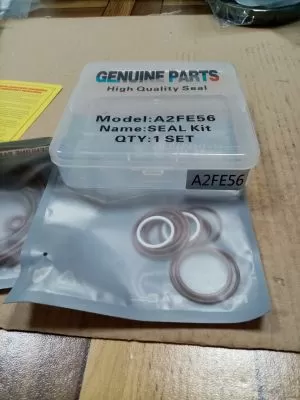 GENUINE PARTS
High Quality Seal
Model:A2FE56
Name:SEAL Kit
QTY:1 SET
A2FE56